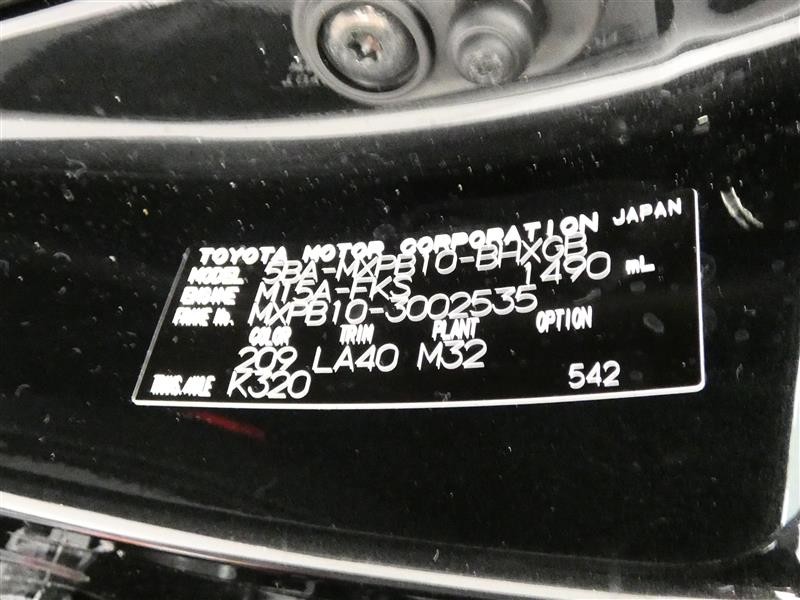 TOYOTA MOTOR CORPORATION JAPAN
MODEL 5BA-MXPB10-BHXGB
ENGINE M15A-FKS 1490 mL
FRAME No. MXPB10-3002535
COLOR TRIM PLANT OPTION
209 LA40 M32
TRANS.AXLE K320 542